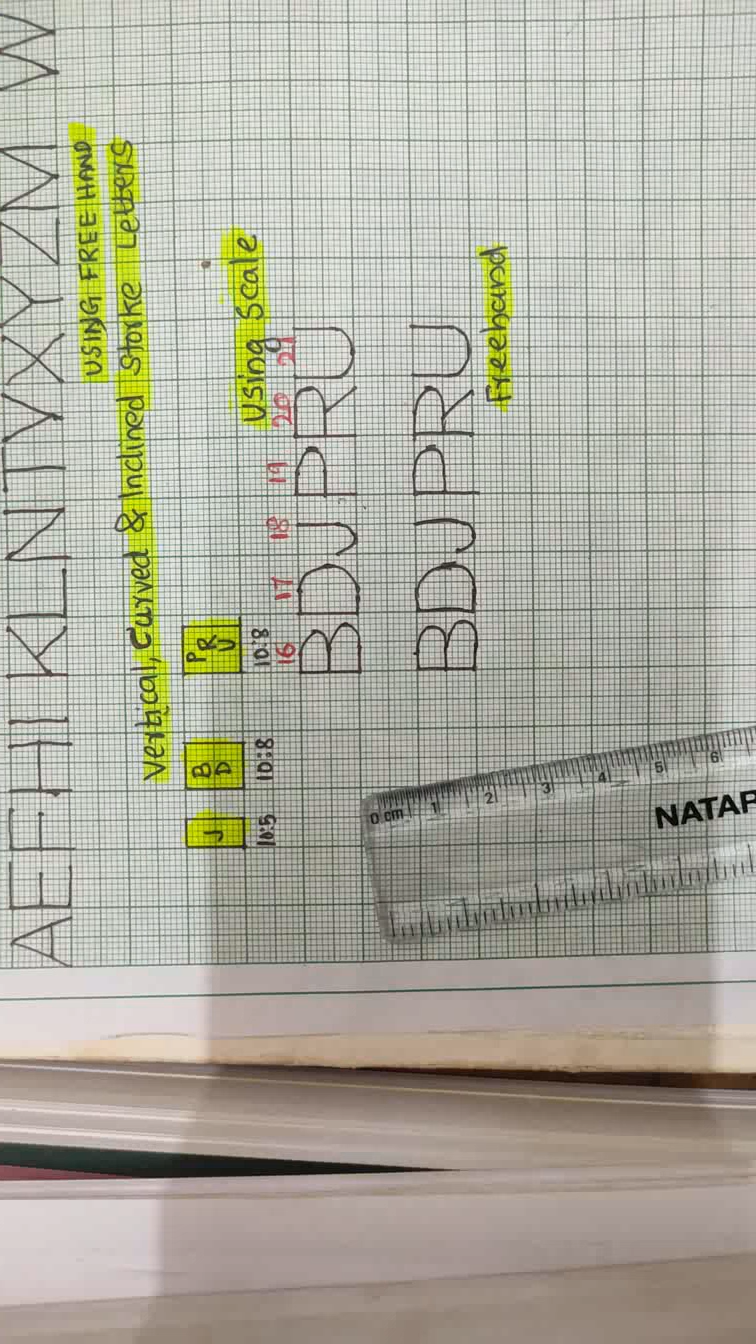 AEFHIKLNTVXYZMW
USING FREE HAND
Vertical, Curved & Inclined Storke Letters
J B D P R U
10:5 10:8 10:8
Using Scale
16 17 18 19 20 21
BDJPRU
BDJPRU
Freehand
0 cm 1 2 3 4 5 6
NATAR